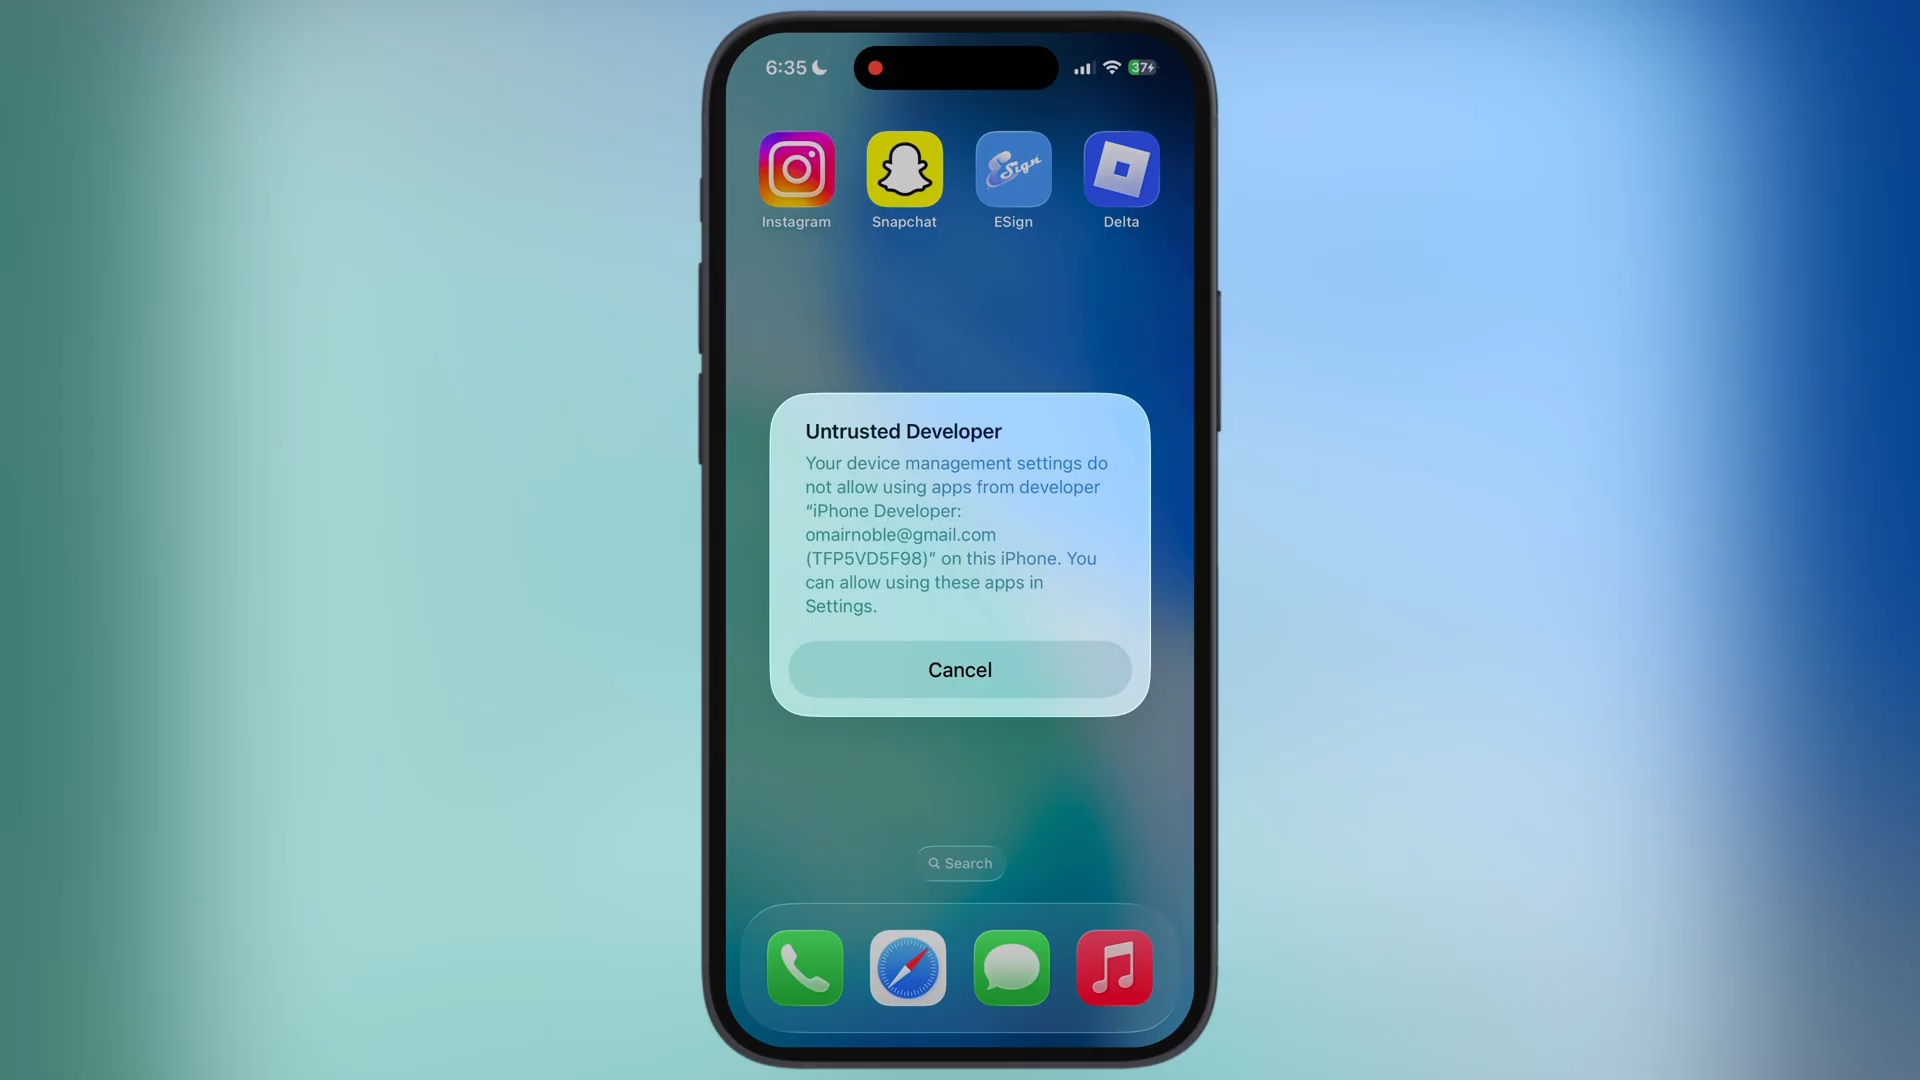 6:35
37
Sign
Instagram
Snapchat
ESign
Delta
Untrusted Developer
Your device management settings do
not allow using apps from developer
“iPhone Developer:
omairnoble@gmail.com
(TFP5VD5F98)” on this iPhone. You
can allow using these apps in
Settings.
Cancel
Search